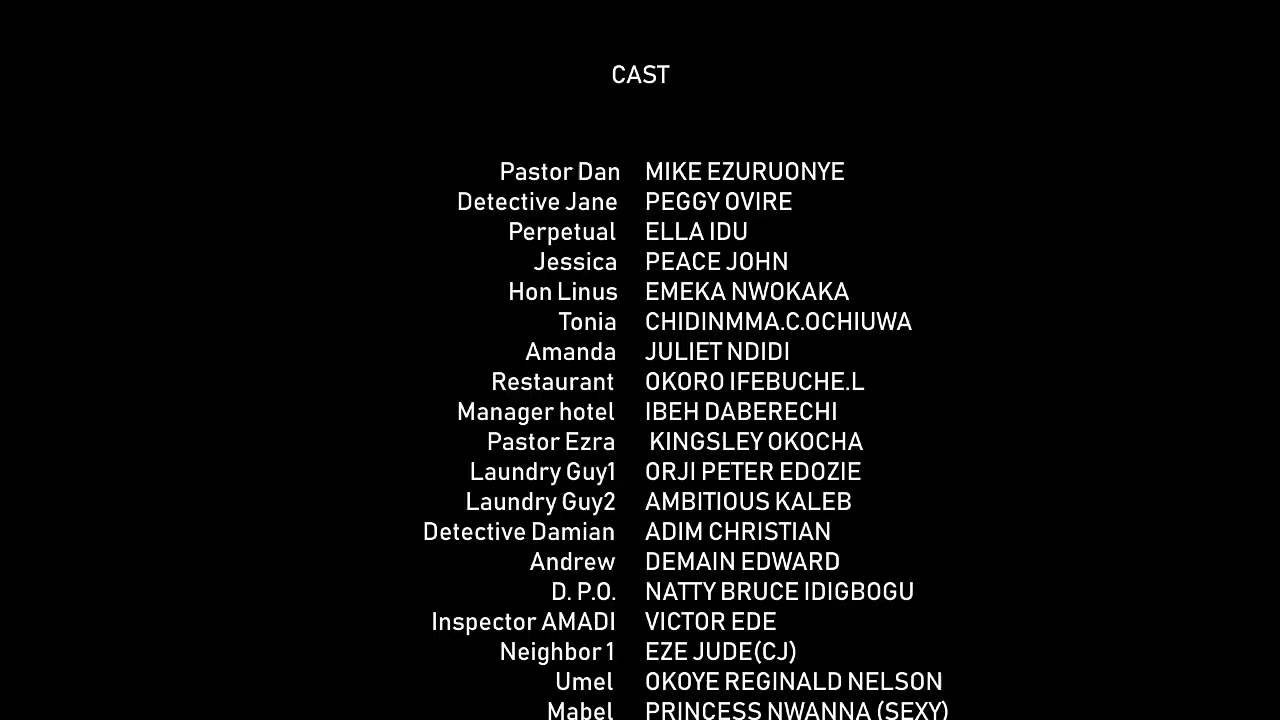 CAST
Pastor Dan MIKE EZURUONYE
Detective Jane PEGGY OVIRE
Perpetual ELLA IDU
Jessica PEACE JOHN
Hon Linus EMEKA NWOKAKA
Tonia CHIDINMMA.C.OCHIUWA
Amanda JULIET NDIDI
Restaurant OKORO IFEBUCHE.L
Manager hotel IBEH DABERECHI
Pastor Ezra KINGSLEY OKOCHA
Laundry Guy1 ORJI PETER EDOZIE
Laundry Guy2 AMBITIOUS KALEB
Detective Damian ADIM CHRISTIAN
Andrew DEMAIN EDWARD
D. P.O. NATTY BRUCE IDIGBOGU
Inspector AMADI VICTOR EDE
Neighbor 1 EZE JUDE(CJ)
Umel OKOYE REGINALD NELSON
Mabel PRINCESS NWANNA (SEXY)